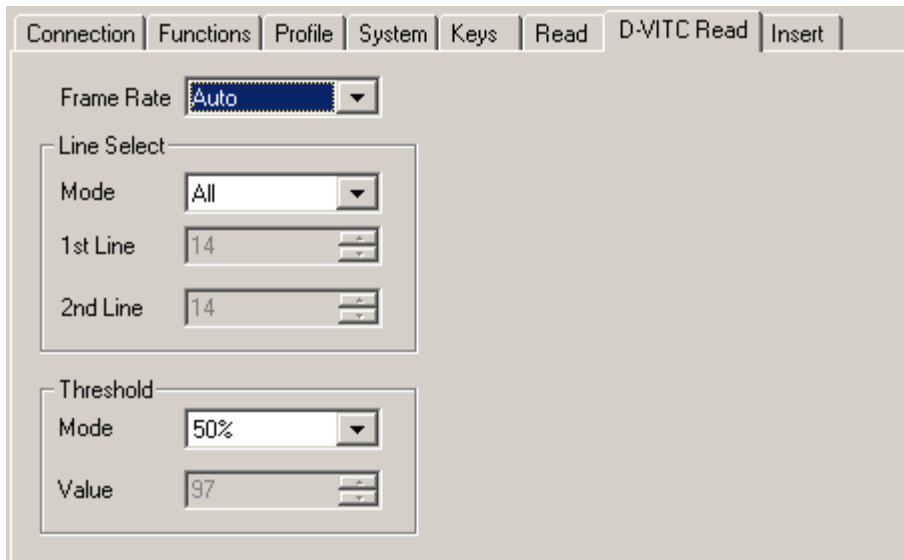 Connection Functions Profile System Keys Read D-VITC Read Insert
Frame Rate Auto
Line Select
Mode All
1st Line 14
2nd Line 14
Threshold
Mode 50%
Value 97